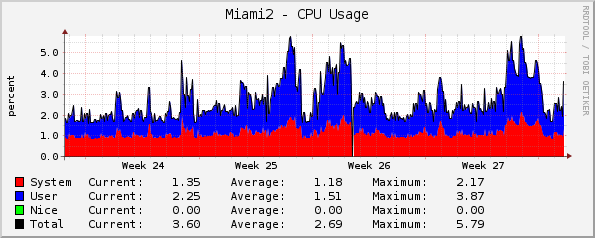 Miami2 - CPU Usage
RRDTOOL / TOBI OETIKER
percent
5.0
4.0
3.0
2.0
1.0
0.0
Week 24 Week 25 Week 26 Week 27
System Current: 1.35 Average: 1.18 Maximum: 2.17
User Current: 2.25 Average: 1.51 Maximum: 3.87
Nice Current: 0.00 Average: 0.00 Maximum: 0.00
Total Current: 3.60 Average: 2.69 Maximum: 5.79